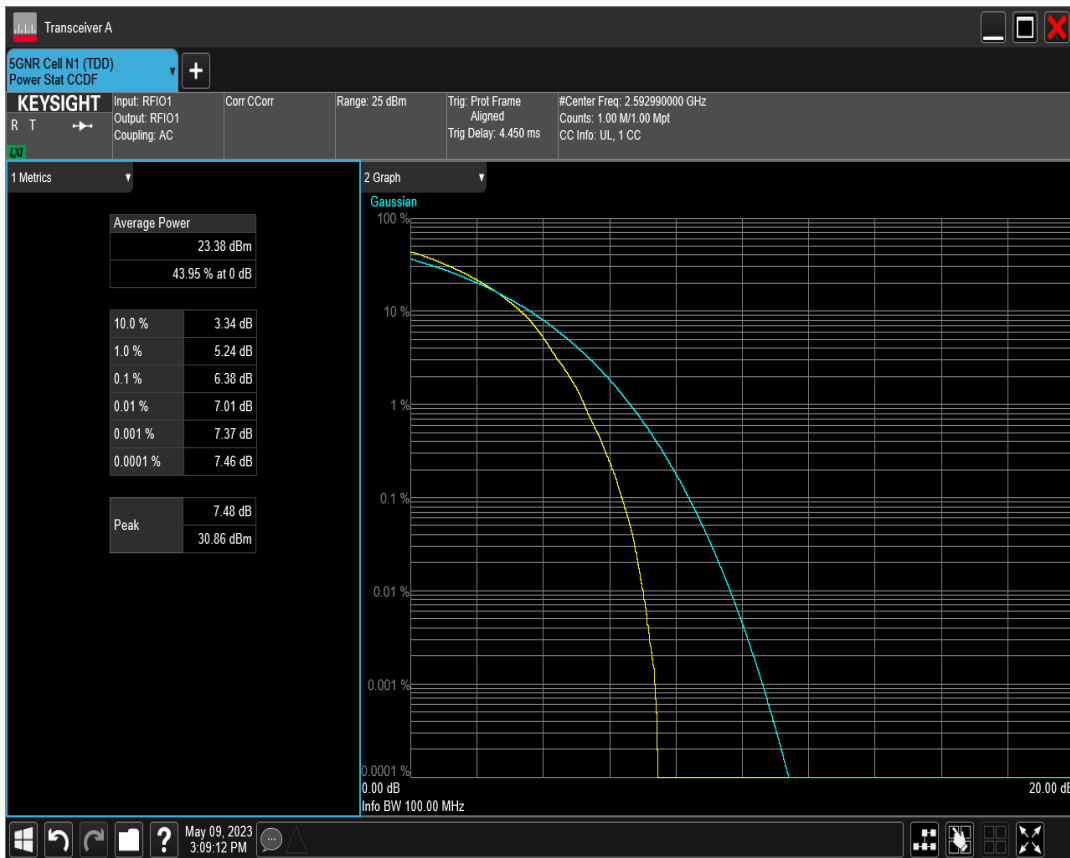 Transceiver A
5GNR Cell N1 (TDD)
Power Stat CCDF
+
KEYSIGHT
R T
LXI
Input: RFIO1
Output: RFIO1
Coupling: AC
Corr CCorr
Range: 25 dBm
Trig: Prot Frame
Aligned
Trig Delay: 4.450 ms
#Center Freq: 2.592990000 GHz
Counts: 1.00 M/1.00 Mpt
CC Info: UL, 1 CC
1 Metrics
Average Power
23.38 dBm
43.95 % at 0 dB
10.0 % 3.34 dB
1.0 % 5.24 dB
0.1 % 6.38 dB
0.01 % 7.01 dB
0.001 % 7.37 dB
0.0001 % 7.46 dB
Peak
7.48 dB
30.86 dBm
2 Graph
Gaussian
100 %
10 %
1 %
0.1 %
0.01 %
0.001 %
0.0001 %
0.00 dB 20.00 dB
Info BW 100.00 MHz
?
May 09, 2023
3:09:12 PM